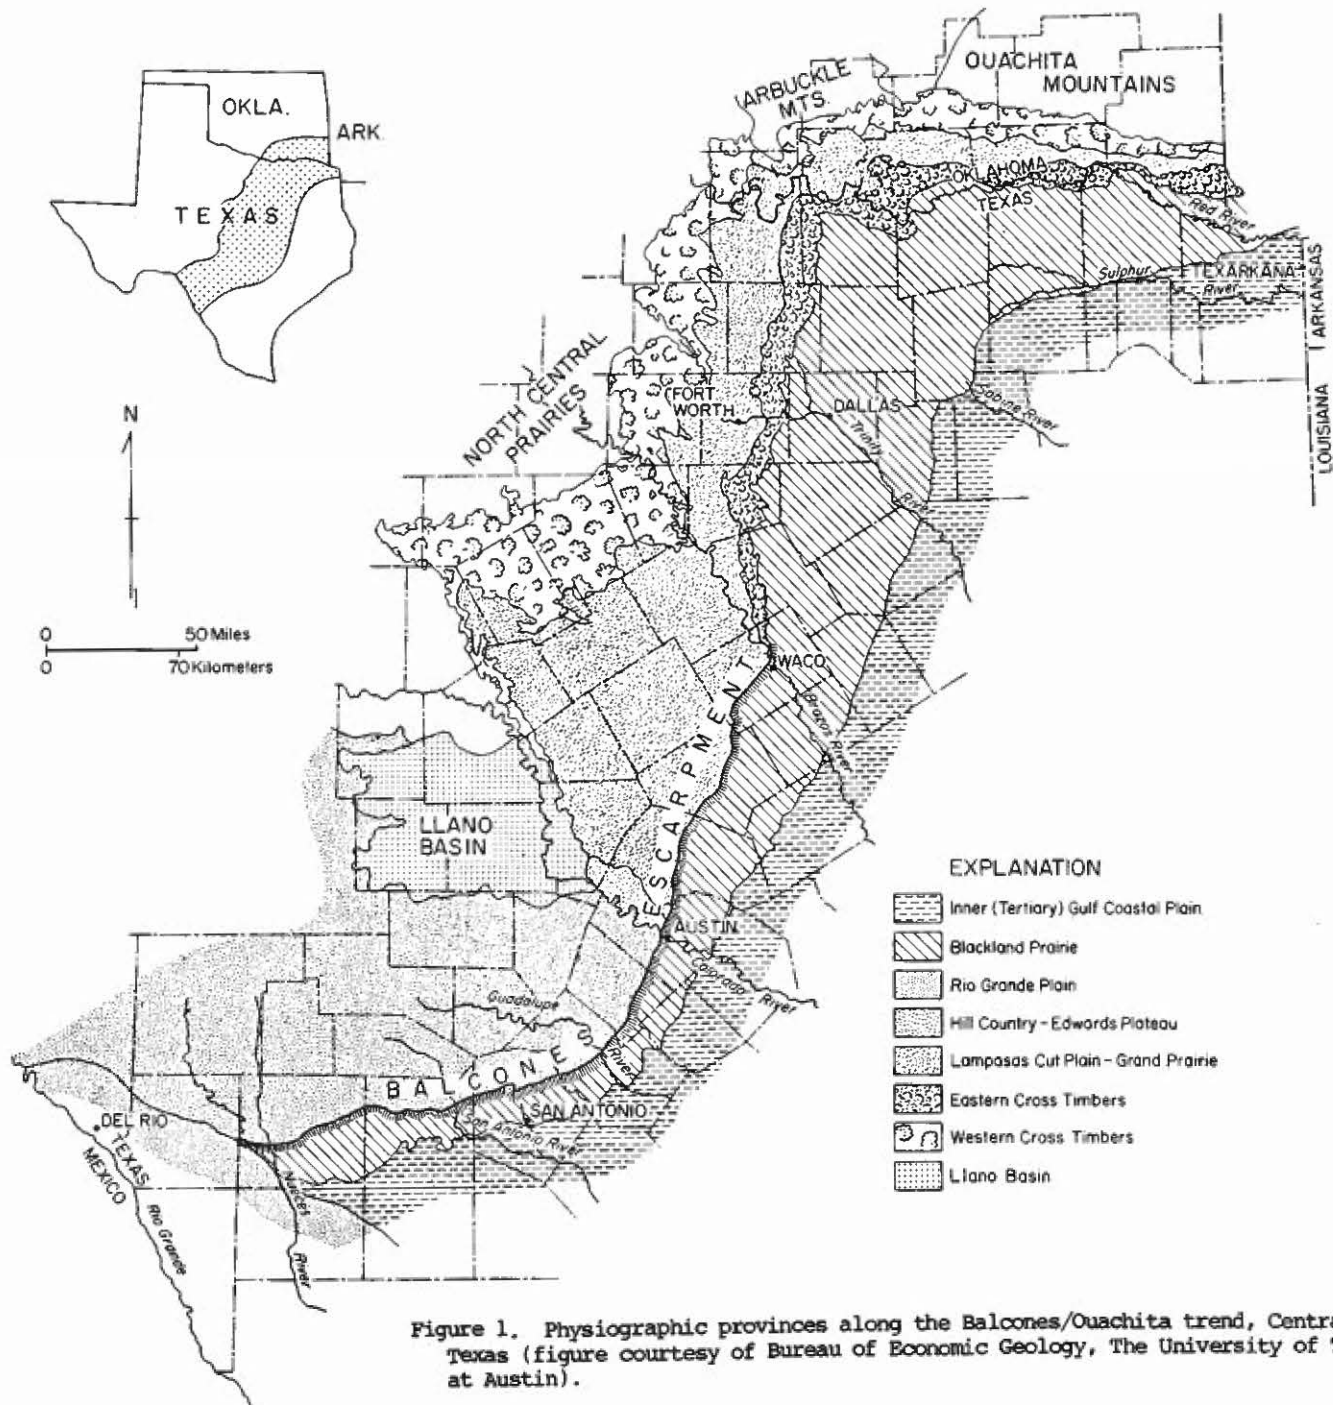 OKLA.
ARK.
TEXAS
N
0 50 Miles
0 70 Kilometers
ARBUCKLE
MTS.
OUACHITA
MOUNTAINS
OKLAHOMA
TEXAS
Red River
Sulphur
River
TEXARKANA
ARKANSAS
LOUISIANA
NORTH CENTRAL
PRAIRIES
FORT
WORTH
DALLAS
Trinity
River
Sabine River
WACO
Brazos River
LLANO
BASIN
BALCONES ESCARPMENT
AUSTIN
Colorado River
Guadalupe
River
SAN ANTONIO
San Antonio River
DEL RIO
TEXAS
MEXICO
Rio Grande
Nueces
River
EXPLANATION
Inner (Tertiary) Gulf Coastal Plain
Blackland Prairie
Rio Grande Plain
Hill Country - Edwards Plateau
Lampasas Cut Plain - Grand Prairie
Eastern Cross Timbers
Western Cross Timbers
Llano Basin
Figure 1. Physiographic provinces along the Balcones/Ouachita trend, Centra
Texas (figure courtesy of Bureau of Economic Geology, The University of
at Austin).